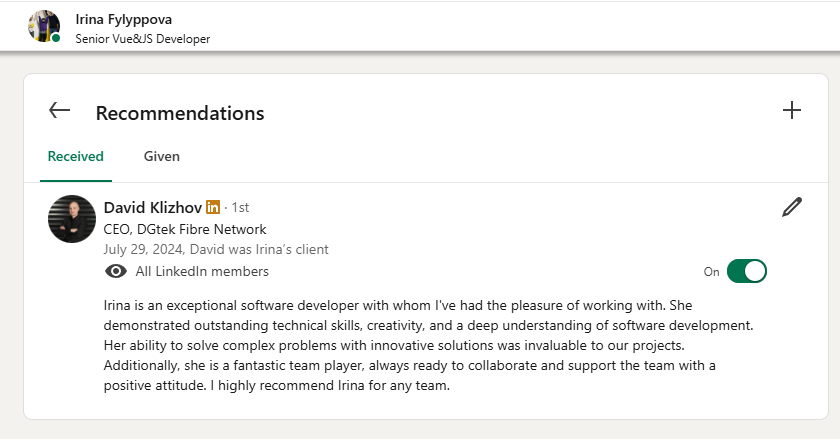 Irina Fylyppova
Senior Vue&JS Developer
Recommendations
Received
Given
David Klizhov in · 1st
CEO, DGtek Fibre Network
July 29, 2024, David was Irina's client
All LinkedIn members
On
Irina is an exceptional software developer with whom I've had the pleasure of working with. She
demonstrated outstanding technical skills, creativity, and a deep understanding of software development.
Her ability to solve complex problems with innovative solutions was invaluable to our projects.
Additionally, she is a fantastic team player, always ready to collaborate and support the team with a
positive attitude. I highly recommend Irina for any team.